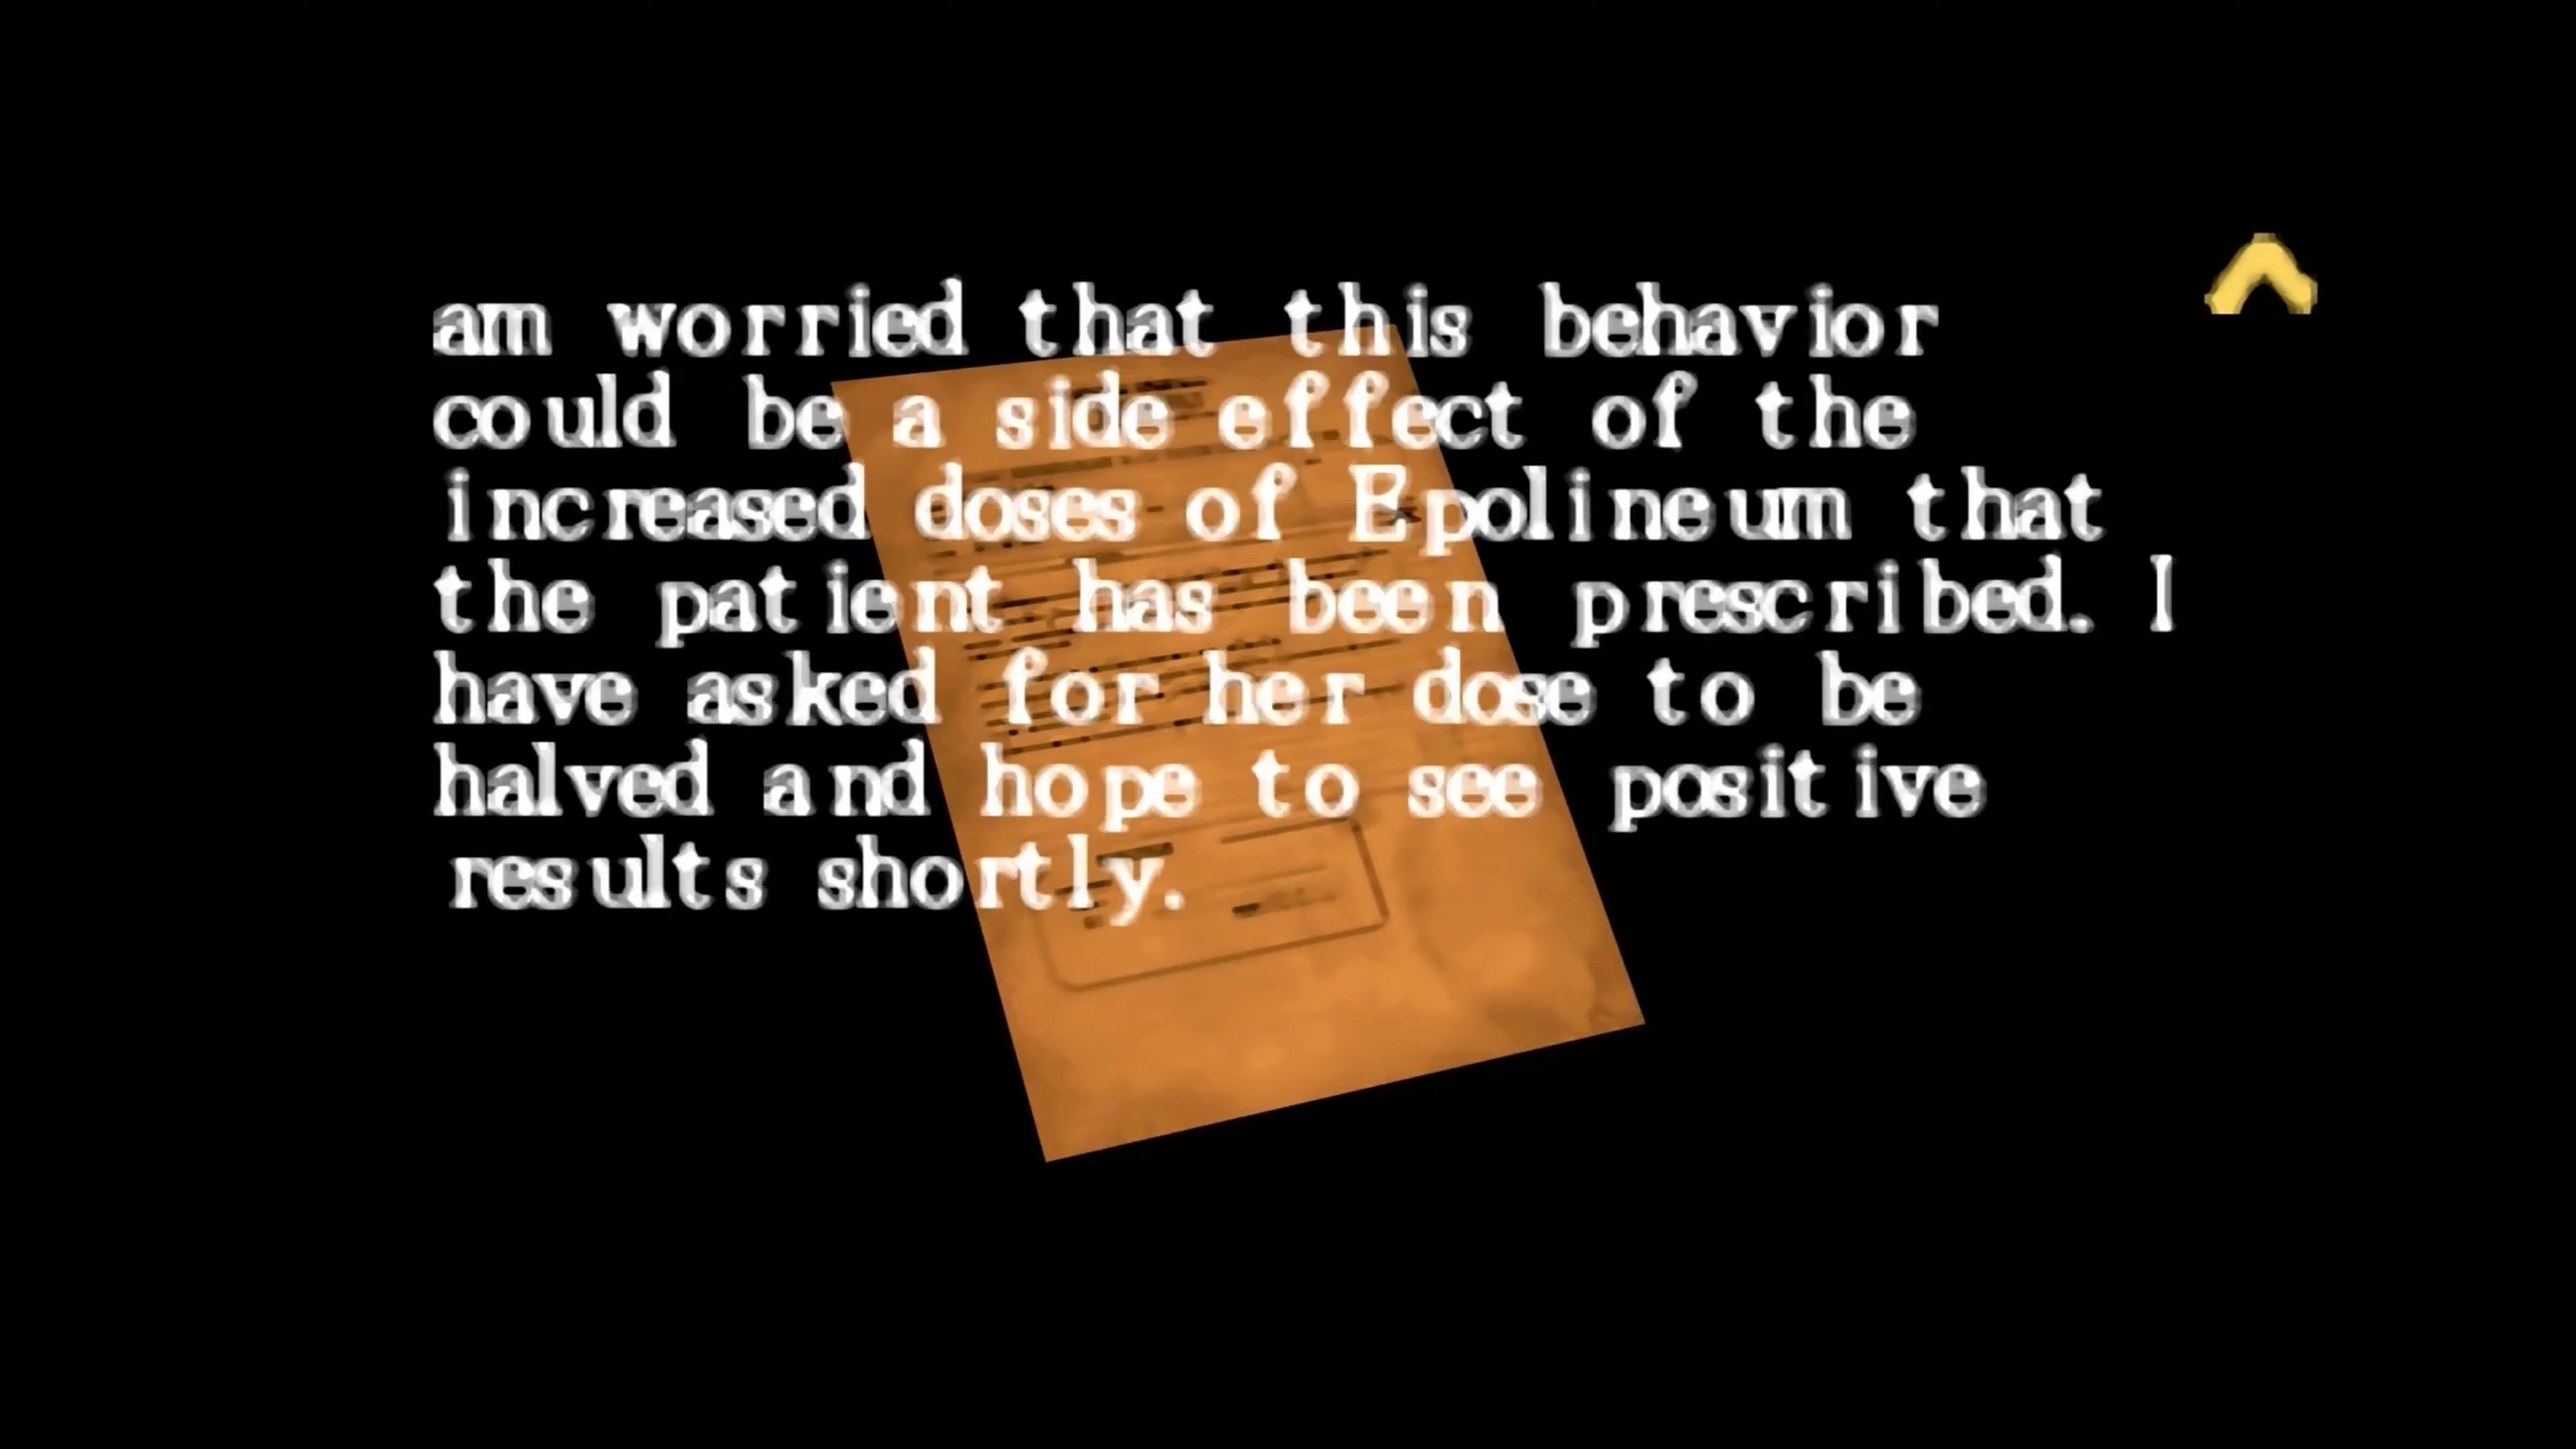 am worried that this behavior
could be a side effect of the
increased doses of Epolineum that
the patient has been prescribed. I
have asked for her dose to be
halved and hope to see positive
results shortly.